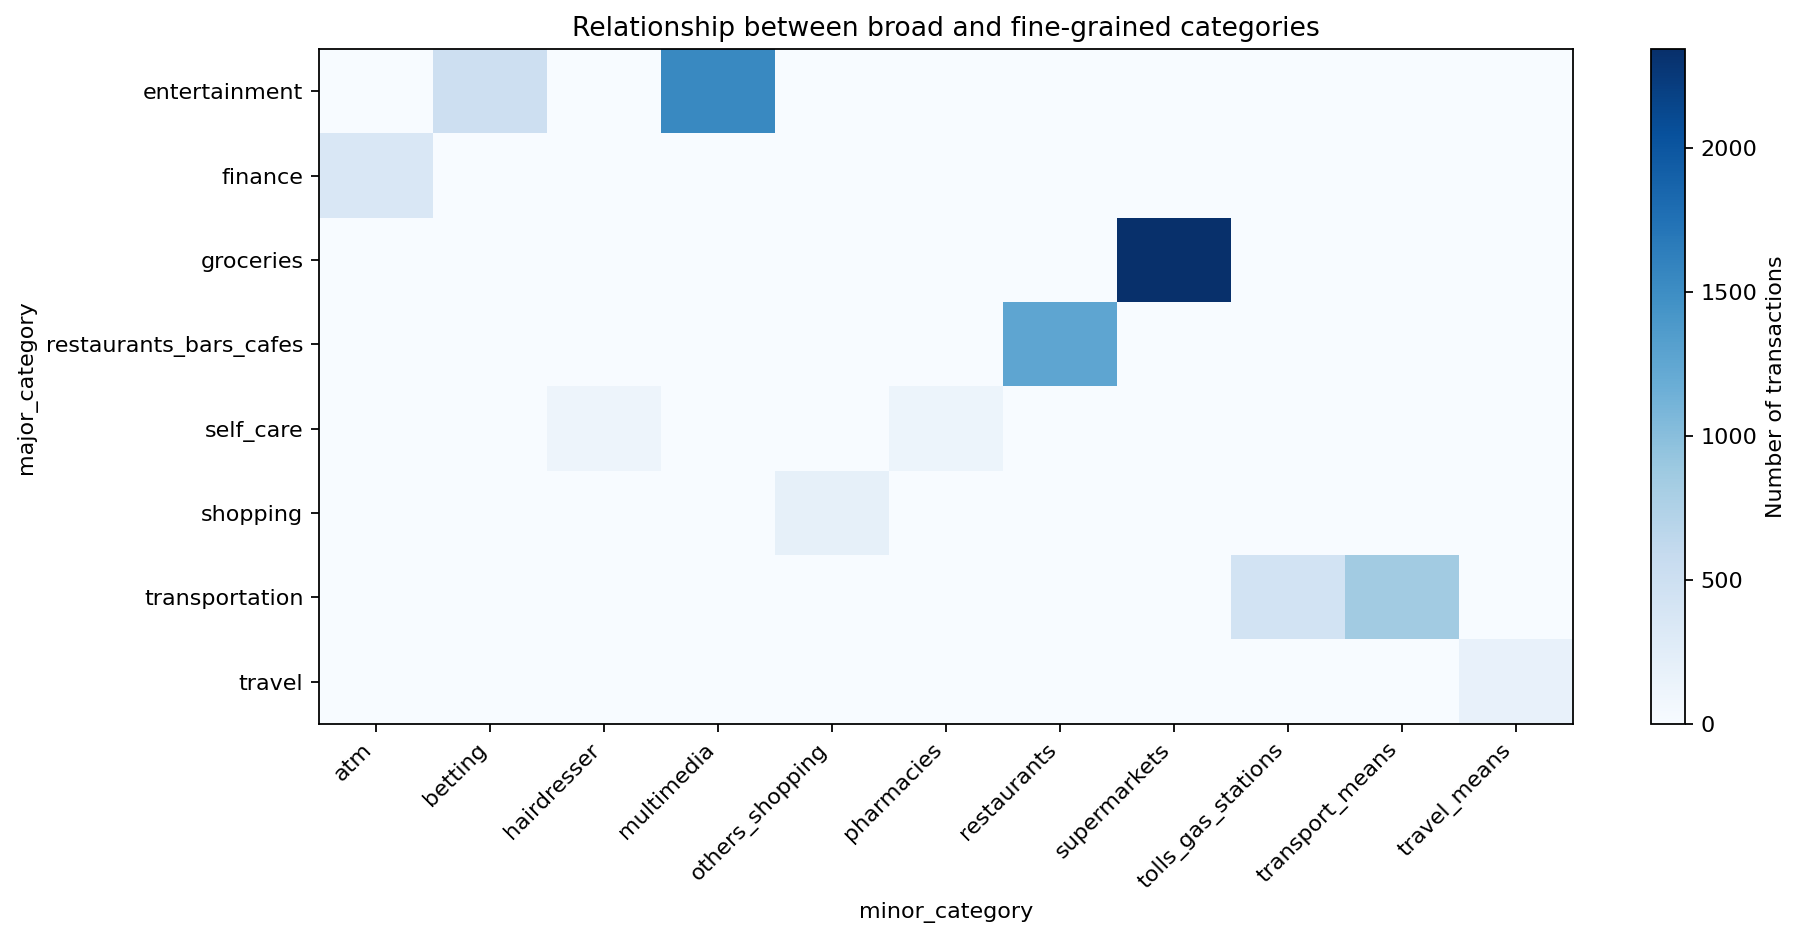 Relationship between broad and fine-grained categories
entertainment
finance
groceries
restaurants_bars_cafes
self_care
shopping
transportation
travel
major_category
atm
betting
hairdresser
multimedia
others_shopping
pharmacies
restaurants
supermarkets
tolls_gas_stations
transport_means
travel_means
minor_category
2000
1500
1000
500
0
Number of transactions